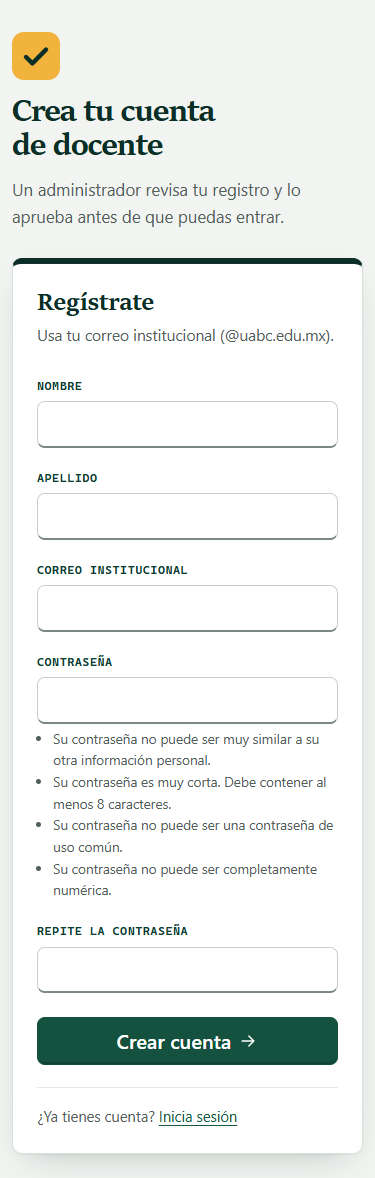 Crea tu cuenta
de docente
Un administrador revisa tu registro y lo
aprueba antes de que puedas entrar.
Regístrate
Usa tu correo institucional (@uabc.edu.mx).
NOMBRE
APELLIDO
CORREO INSTITUCIONAL
CONTRASEÑA
• Su contraseña no puede ser muy similar a su
otra información personal.
• Su contraseña es muy corta. Debe contener al
menos 8 caracteres.
• Su contraseña no puede ser una contraseña de
uso común.
• Su contraseña no puede ser completamente
numérica.
REPITE LA CONTRASEÑA
Crear cuenta →
¿Ya tienes cuenta? Inicia sesión